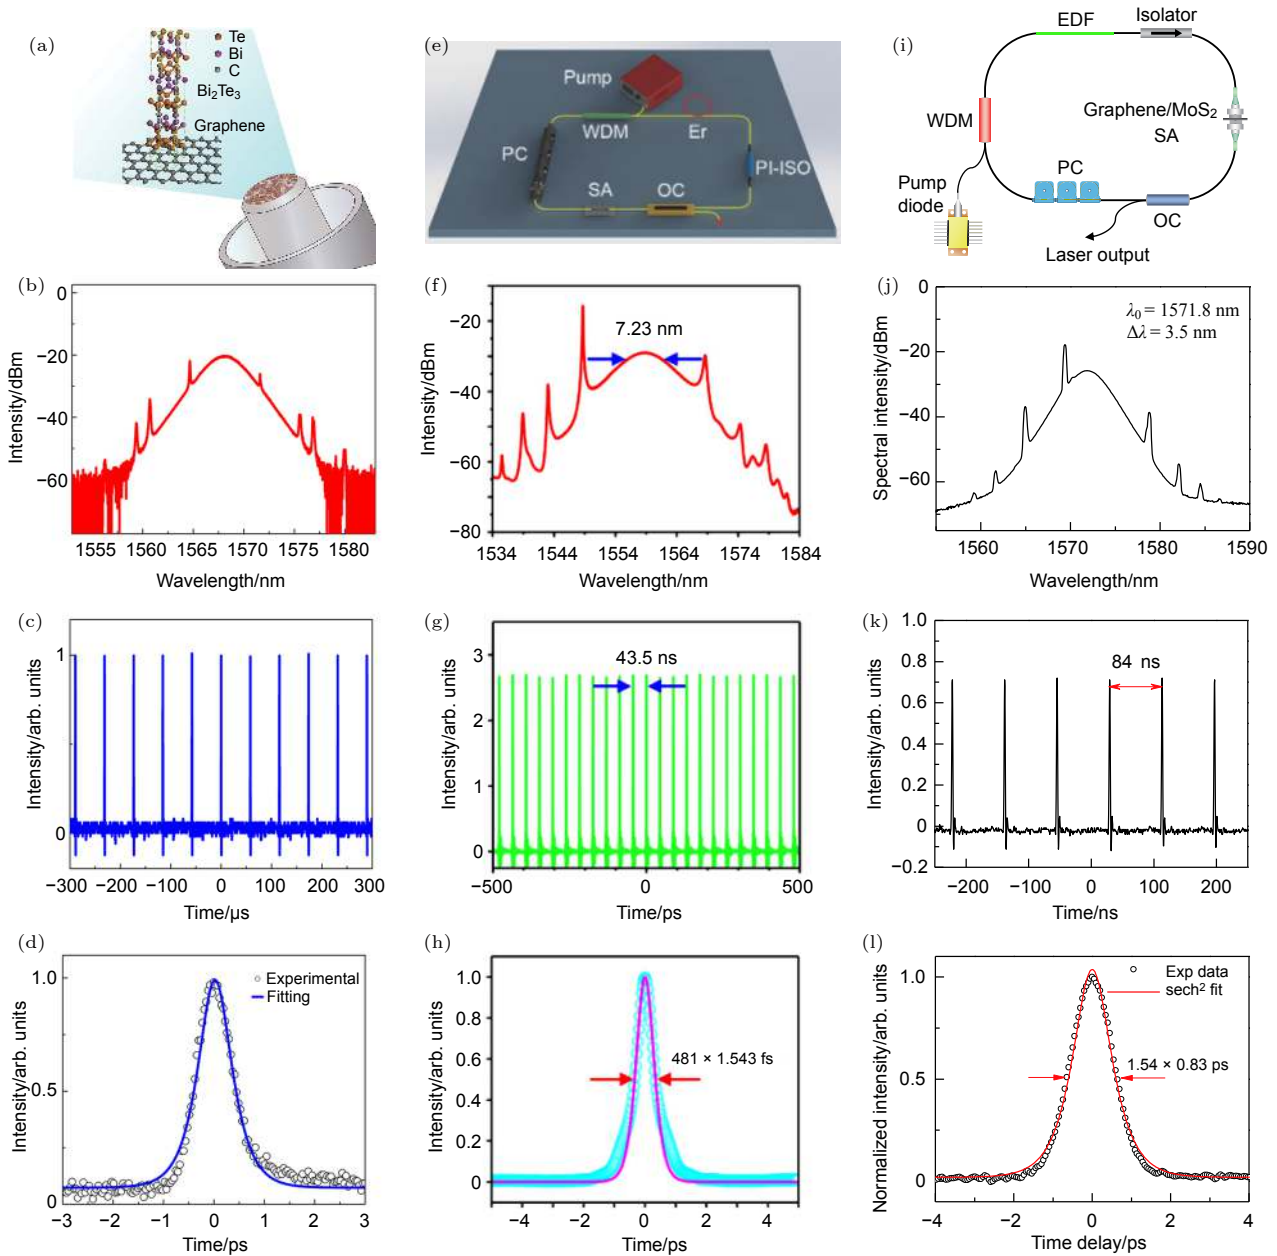 (a)
Te
Bi
C
Bi₂Te₃
Graphene
(e)
Pump
WDM
Er
PC
PI-ISO
SA
OC
(i)
EDF
Isolator
WDM
Graphene/MoS₂
SA
PC
Pump
diode
OC
Laser output
(b)
0
−20
−40
−60
Intensity/dBm
1555 1560 1565 1570 1575 1580
Wavelength/nm
(f)
−20
−40
−60
−80
Intensity/dBm
7.23 nm
1534 1544 1554 1564 1574 1584
Wavelength/nm
(j)
0
−20
−40
−60
Spectral intensity/dBm
λ₀ = 1571.8 nm
Δλ = 3.5 nm
1560 1570 1580 1590
Wavelength/nm
(c)
1
0
Intensity/arb. units
−300 −200 −100 0 100 200 300
Time/μs
(g)
3
2
1
0
Intensity/arb. units
43.5 ns
−500 0 500
Time/ps
(k)
1.0
0.8
0.6
0.4
0.2
0
−0.2
Intensity/arb. units
84 ns
−200 −100 0 100 200
Time/ns
(d)
1.0
0.5
0
Intensity/arb. units
Experimental
Fitting
−3 −2 −1 0 1 2 3
Time/ps
(h)
1.0
0.8
0.6
0.4
0.2
0
Intensity/arb. units
481 × 1.543 fs
−4 −2 0 2 4
Time/ps
(l)
1.0
0.5
0
Normalized intensity/arb. units
Exp data
sech² fit
1.54 × 0.83 ps
−4 −2 0 2 4
Time delay/ps